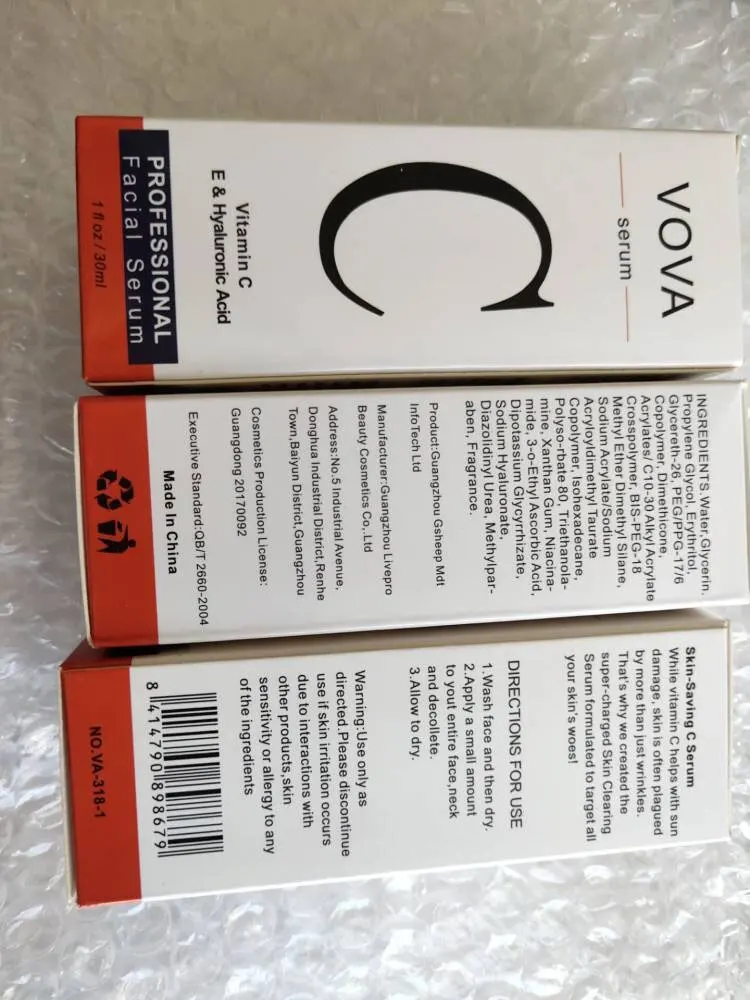 VOVA
serum
C
Vitamin C
E & Hyaluronic Acid
PROFESSIONAL
Facial Serum
1 fl oz / 30ml
INGREDIENTS.Water,Glycerin,
Propylene Glycol, Erythritol,
Glycereth-26, PEG/PPG-17/6
Copolymer, Dimethicone,
Acrylates/ C10-30 Alkyl Acrylate
Crosspolymer, BIS-PEG-18
Methyl Ether Dimethyl Silane,
Sodium Acrylate/Sodium
Acryloyldimethyl Taurate
Copolymer, Isohexadecane,
Polyso-rbate 80, Triethanola-
mine, Xanthan Gum, Niacina-
mide, 3-o-Ethyl Ascorbic Acid,
Dipotassium Glycyrrhizate,
Sodium Hyaluronate,
Diazolidinyl Urea, Methylpar-
aben, Fragrance.
Product:Guangzhou Gsheep Mdt
InfoTech Ltd
Manufacturer:Guangzhou Livepro
Beauty Cosmetics Co,.Ltd
Address:No.5 Industrial Avenue,
Donghua Industrial District,Renhe
Town,Baiyun District,Guangzhou
Cosmetics Production License:
Guangdong 20170092
Executive Standard:QB/T 2660-2004
Made In China
Skin-Saving C Serum
While vitamin C helps with sun
damage, skin is often plagued
by more than just wrinkles.
That's why we created the
super-charged Skin Clearing
Serum formulated to target all
your skin's woes!
DIRECTIONS FOR USE
1.Wash face and then dry.
2.Apply a small amount
to yout entire face,neck
and decollete.
3.Allow to dry.
Warning:Use only as
directed.Please discontinue
use if skin irritation occurs
due to interactions with
other products,skin
sensitivity or allergy to any
of the ingredients
8 414790 898679
NO.VA-318-1